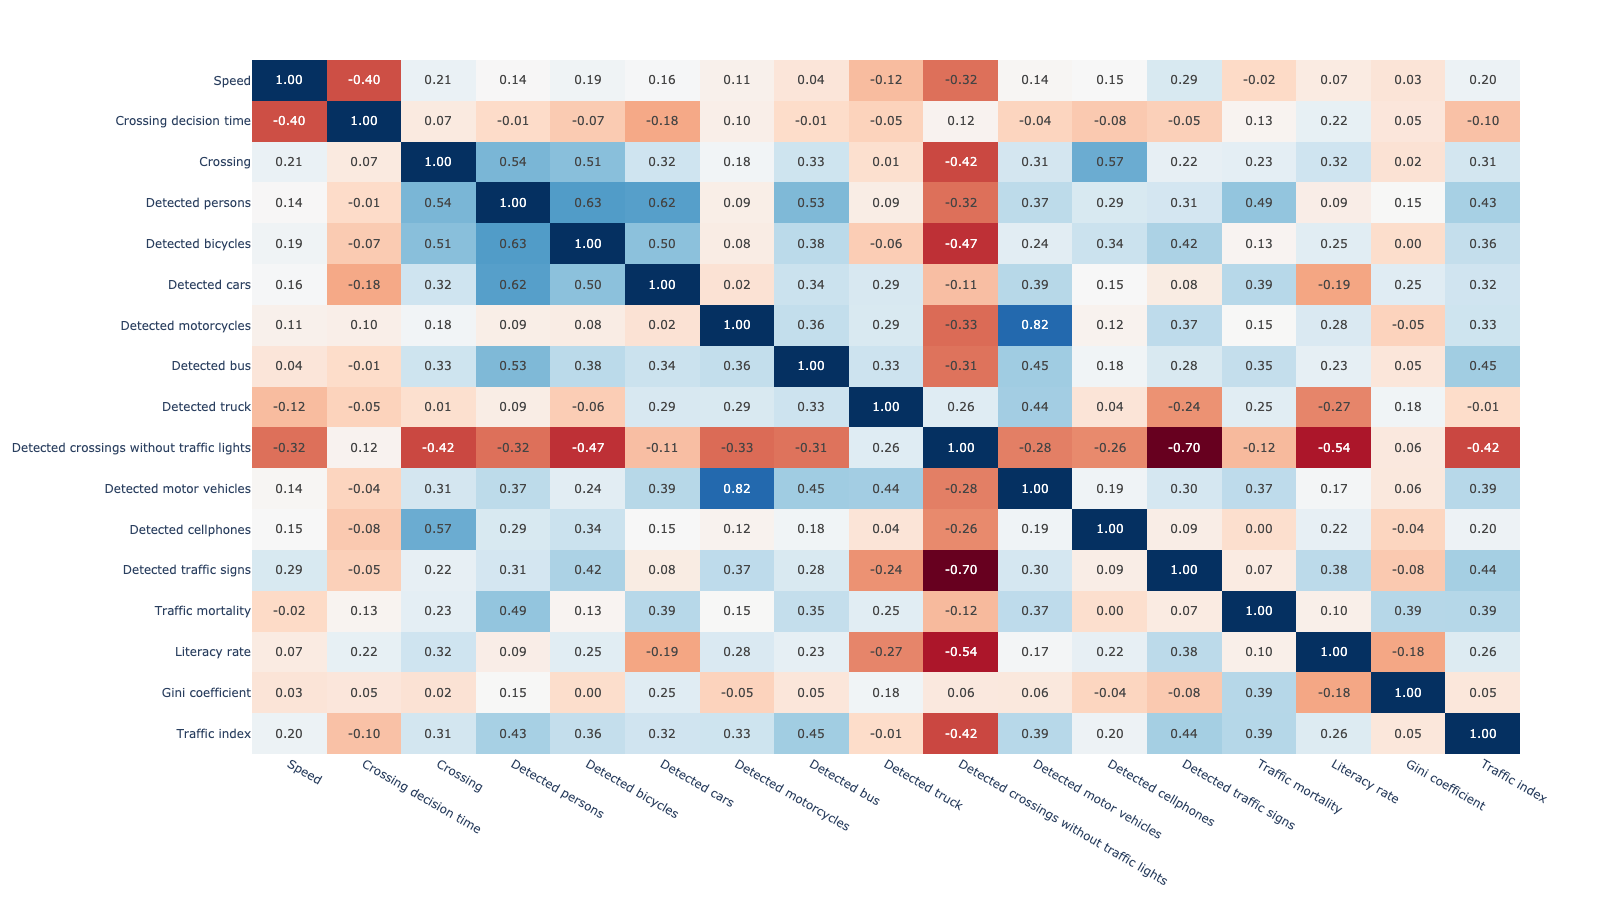 Speed 1.00 -0.40 0.21 0.14 0.19 0.16 0.11 0.04 -0.12 -0.32 0.14 0.15 0.29 -0.02 0.07 0.03 0.20
Crossing decision time -0.40 1.00 0.07 -0.01 -0.07 -0.18 0.10 -0.01 -0.05 0.12 -0.04 -0.08 -0.05 0.13 0.22 0.05 -0.10
Crossing 0.21 0.07 1.00 0.54 0.51 0.32 0.18 0.33 0.01 -0.42 0.31 0.57 0.22 0.23 0.32 0.02 0.31
Detected persons 0.14 -0.01 0.54 1.00 0.63 0.62 0.09 0.53 0.09 -0.32 0.37 0.29 0.31 0.49 0.09 0.15 0.43
Detected bicycles 0.19 -0.07 0.51 0.63 1.00 0.50 0.08 0.38 -0.06 -0.47 0.24 0.34 0.42 0.13 0.25 0.00 0.36
Detected cars 0.16 -0.18 0.32 0.62 0.50 1.00 0.02 0.34 0.29 -0.11 0.39 0.15 0.08 0.39 -0.19 0.25 0.32
Detected motorcycles 0.11 0.10 0.18 0.09 0.08 0.02 1.00 0.36 0.29 -0.33 0.82 0.12 0.37 0.15 0.28 -0.05 0.33
Detected bus 0.04 -0.01 0.33 0.53 0.38 0.34 0.36 1.00 0.33 -0.31 0.45 0.18 0.28 0.35 0.23 0.05 0.45
Detected truck -0.12 -0.05 0.01 0.09 -0.06 0.29 0.29 0.33 1.00 0.26 0.44 0.04 -0.24 0.25 -0.27 0.18 -0.01
Detected crossings without traffic lights -0.32 0.12 -0.42 -0.32 -0.47 -0.11 -0.33 -0.31 0.26 1.00 -0.28 -0.26 -0.70 -0.12 -0.54 0.06 -0.42
Detected motor vehicles 0.14 -0.04 0.31 0.37 0.24 0.39 0.82 0.45 0.44 -0.28 1.00 0.19 0.30 0.37 0.17 0.06 0.39
Detected cellphones 0.15 -0.08 0.57 0.29 0.34 0.15 0.12 0.18 0.04 -0.26 0.19 1.00 0.09 0.00 0.22 -0.04 0.20
Detected traffic signs 0.29 -0.05 0.22 0.31 0.42 0.08 0.37 0.28 -0.24 -0.70 0.30 0.09 1.00 0.07 0.38 -0.08 0.44
Traffic mortality -0.02 0.13 0.23 0.49 0.13 0.39 0.15 0.35 0.25 -0.12 0.37 0.00 0.07 1.00 0.10 0.39 0.39
Literacy rate 0.07 0.22 0.32 0.09 0.25 -0.19 0.28 0.23 -0.27 -0.54 0.17 0.22 0.38 0.10 1.00 -0.18 0.26
Gini coefficient 0.03 0.05 0.02 0.15 0.00 0.25 -0.05 0.05 0.18 0.06 0.06 -0.04 -0.08 0.39 -0.18 1.00 0.05
Traffic index 0.20 -0.10 0.31 0.43 0.36 0.32 0.33 0.45 -0.01 -0.42 0.39 0.20 0.44 0.39 0.26 0.05 1.00
Speed
Crossing decision time
Crossing
Detected persons
Detected bicycles
Detected cars
Detected motorcycles
Detected bus
Detected truck
Detected crossings without traffic lights
Detected motor vehicles
Detected cellphones
Detected traffic signs
Traffic mortality
Literacy rate
Gini coefficient
Traffic index